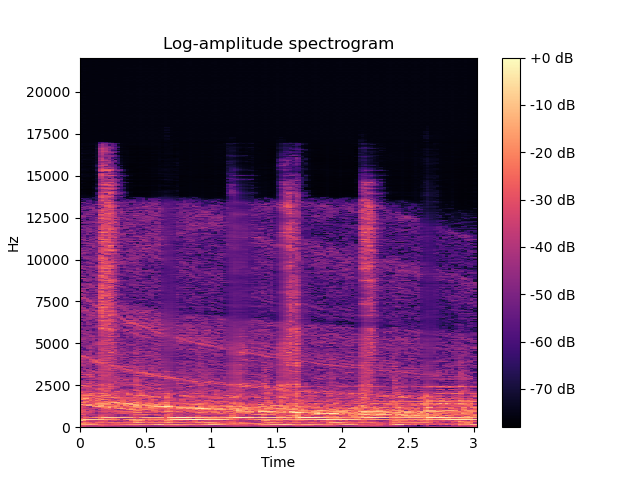 Log-amplitude spectrogram
Hz
20000
17500
15000
12500
10000
7500
5000
2500
0
0 0.5 1 1.5 2 2.5 3
Time
+0 dB
-10 dB
-20 dB
-30 dB
-40 dB
-50 dB
-60 dB
-70 dB